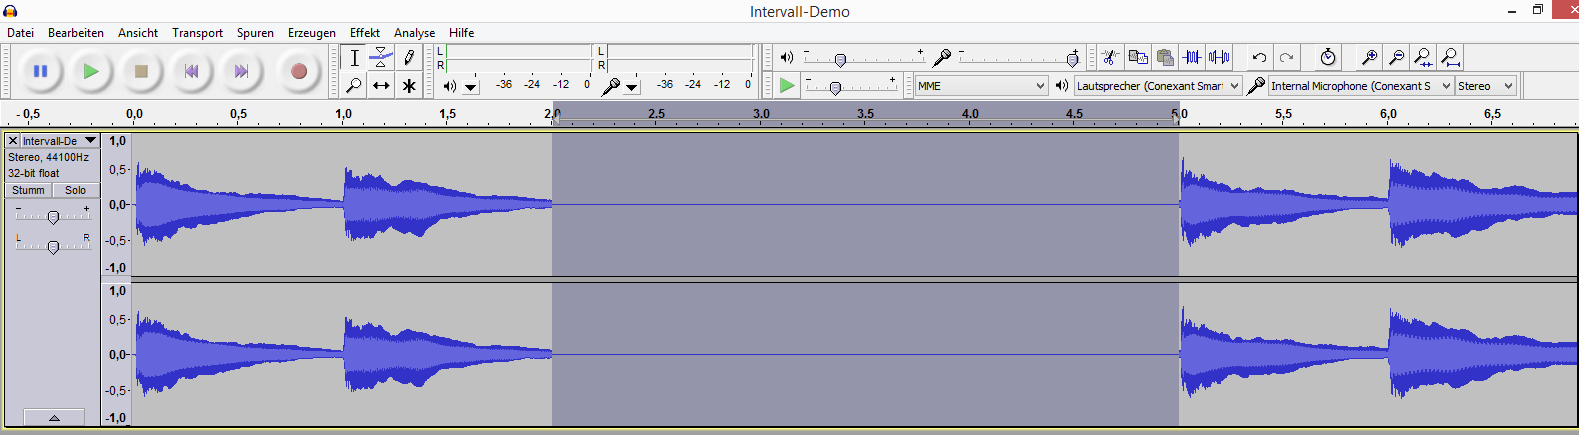 Intervall-Demo
Datei Bearbeiten Ansicht Transport Spuren Erzeugen Effekt Analyse Hilfe
L
R
L
R
-36 -24 -12 0
-36 -24 -12 0
- +
- +
- +
MME
Lautsprecher (Conexant Smar
Internal Microphone (Conexant S
Stereo
- 0,5 0,0 0,5 1,0 1,5 2,0 2,5 3,0 3,5 4,0 4,5 5,0 5,5 6,0 6,5
Intervall-De
Stereo, 44100Hz
32-bit float
Stumm Solo
- +
L R
1,0
0,5-
0,0-
-0,5-
-1,0
1,0
0,5-
0,0-
-0,5-
-1,0